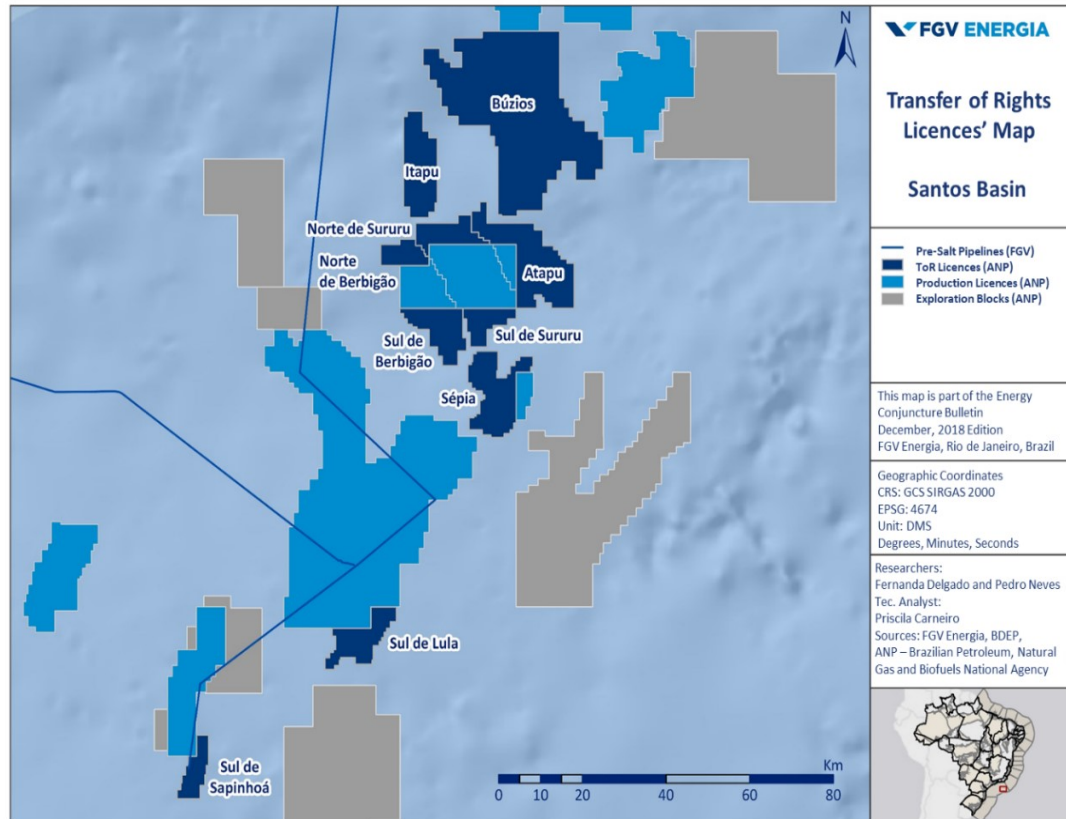 N
Búzios
Itapu
Norte de Sururu
Norte
de Berbigão
Atapu
Sul de
Berbigão
Sul de Sururu
Sépia
Sul de Lula
Sul de
Sapinhoá
Km
0 10 20 40 60 80
FGV ENERGIA
Transfer of Rights
Licences' Map
Santos Basin
Pre-Salt Pipelines (FGV)
ToR Licences (ANP)
Production Licences (ANP)
Exploration Blocks (ANP)
This map is part of the Energy
Conjuncture Bulletin
December, 2018 Edition
FGV Energia, Rio de Janeiro, Brazil
Geographic Coordinates
CRS: GCS SIRGAS 2000
EPSG: 4674
Unit: DMS
Degrees, Minutes, Seconds
Researchers:
Fernanda Delgado and Pedro Neves
Tec. Analyst:
Priscila Carneiro
Sources: FGV Energia, BDEP,
ANP – Brazilian Petroleum, Natural
Gas and Biofuels National Agency